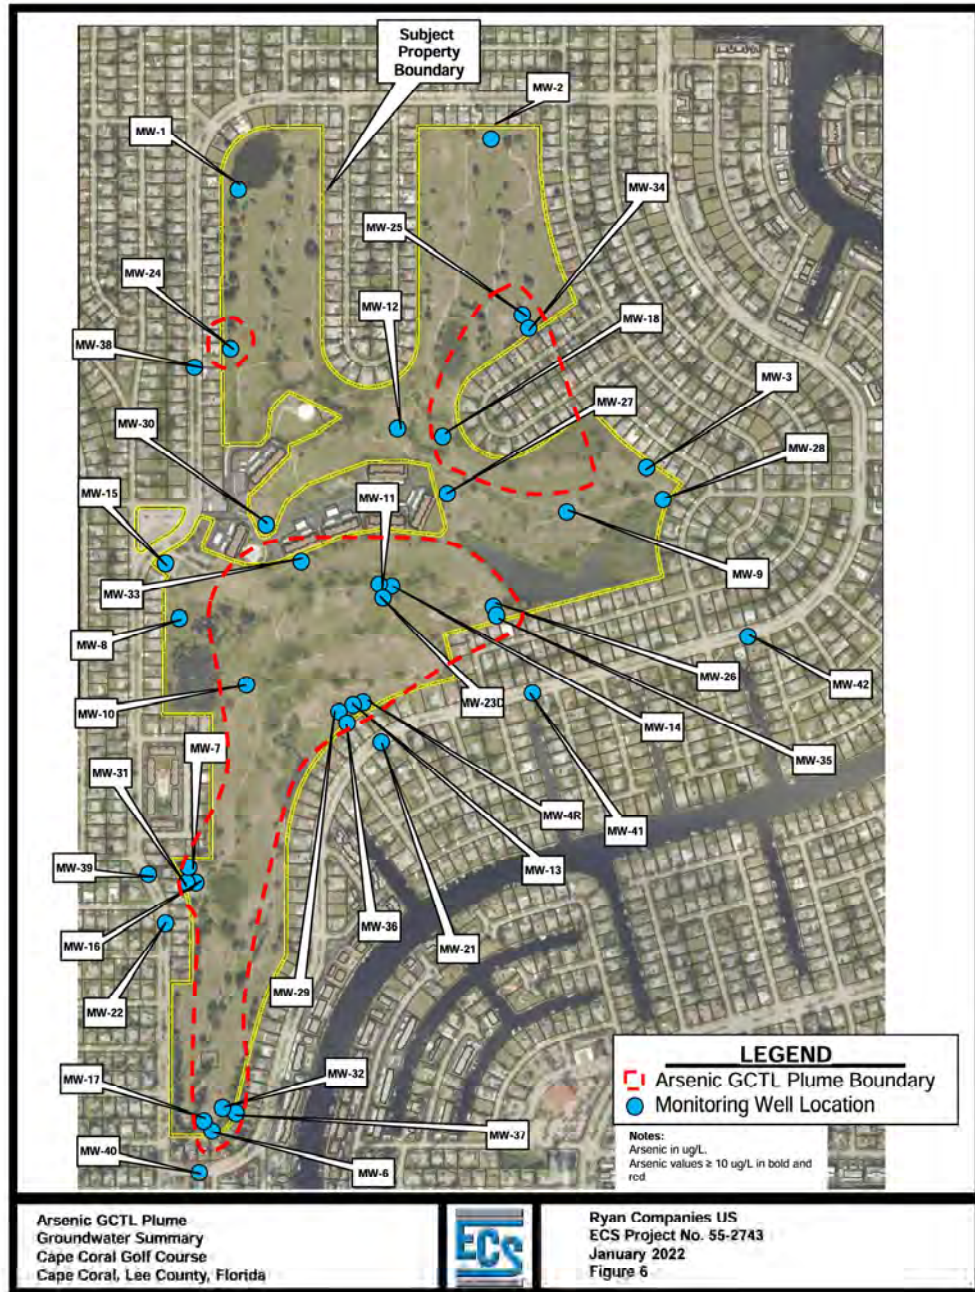 Subject
Property
Boundary
MW-2
MW-1
MW-34
MW-25
MW-24
MW-12
MW-18
MW-38
MW-3
MW-27
MW-30
MW-28
MW-15
MW-11
MW-9
MW-33
MW-8
MW-26
MW-42
MW-10
MW-23D
MW-14
MW-7
MW-35
MW-31
MW-4R
MW-41
MW-39
MW-13
MW-16
MW-36
MW-21
MW-29
MW-22
LEGEND
Arsenic GCTL Plume Boundary
Monitoring Well Location
MW-17
MW-32
MW-37
MW-40
MW-6
Notes:
Arsenic in ug/L.
Arsenic values ≥ 10 ug/L in bold and
red
Arsenic GCTL Plume
Groundwater Summary
Cape Coral Golf Course
Cape Coral, Lee County, Florida
ECS
Ryan Companies US
ECS Project No. 55-2743
January 2022
Figure 6